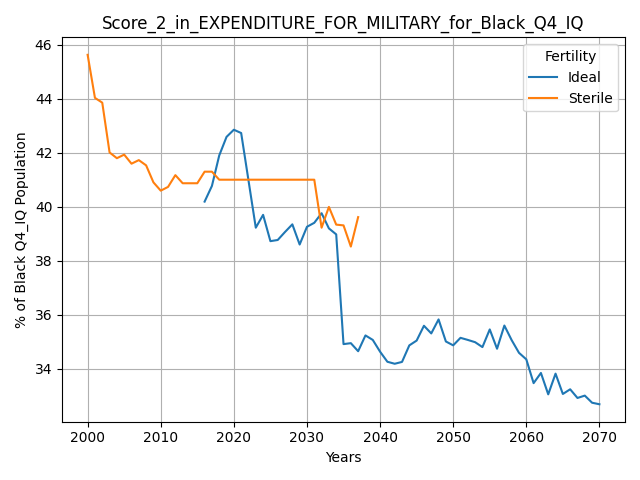 Score_2_in_EXPENDITURE_FOR_MILITARY_for_Black_Q4_IQ
% of Black Q4_IQ Population
46
44
42
40
38
36
34
Fertility
Ideal
Sterile
2000 2010 2020 2030 2040 2050 2060 2070
Years